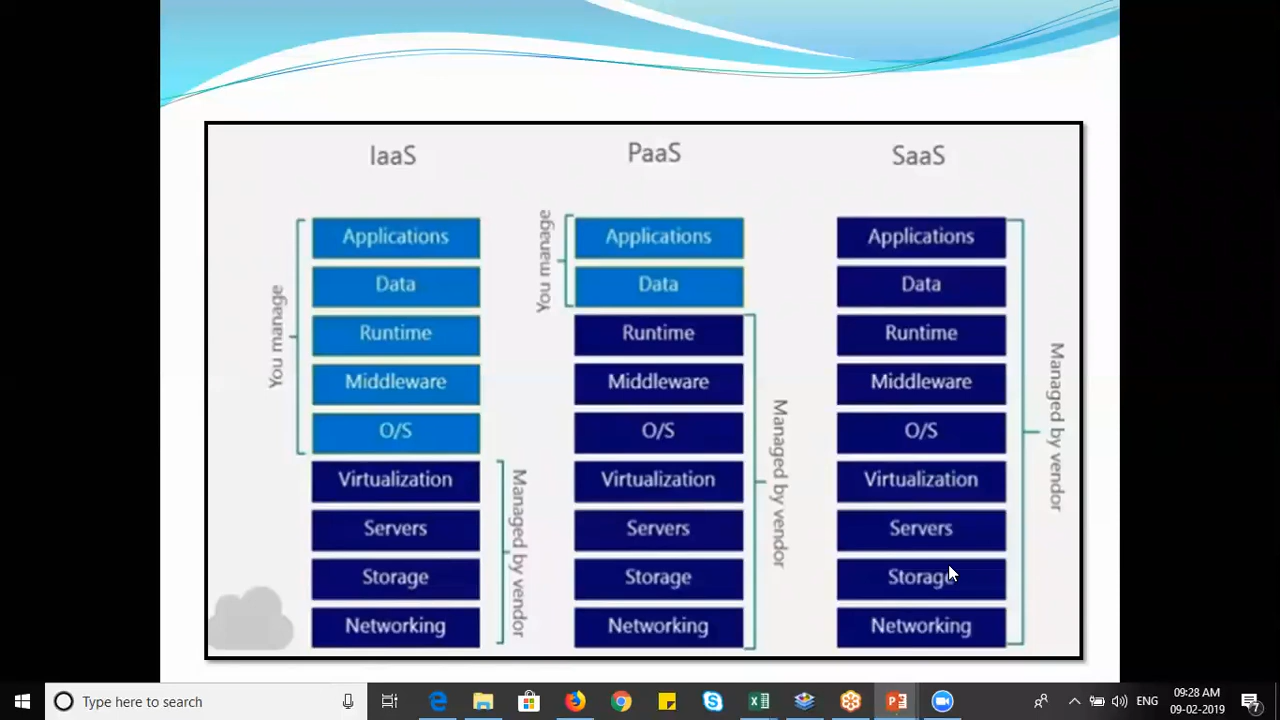 IaaS
PaaS
SaaS
You manage
Applications
Data
Runtime
Middleware
O/S
Virtualization
Servers
Storage
Networking
Managed by vendor
You manage
Applications
Data
Runtime
Middleware
O/S
Virtualization
Servers
Storage
Networking
Managed by vendor
Applications
Data
Runtime
Middleware
O/S
Virtualization
Servers
Storage
Networking
Managed by vendor
Type here to search
ENG
09:28 AM
09-02-2019
7